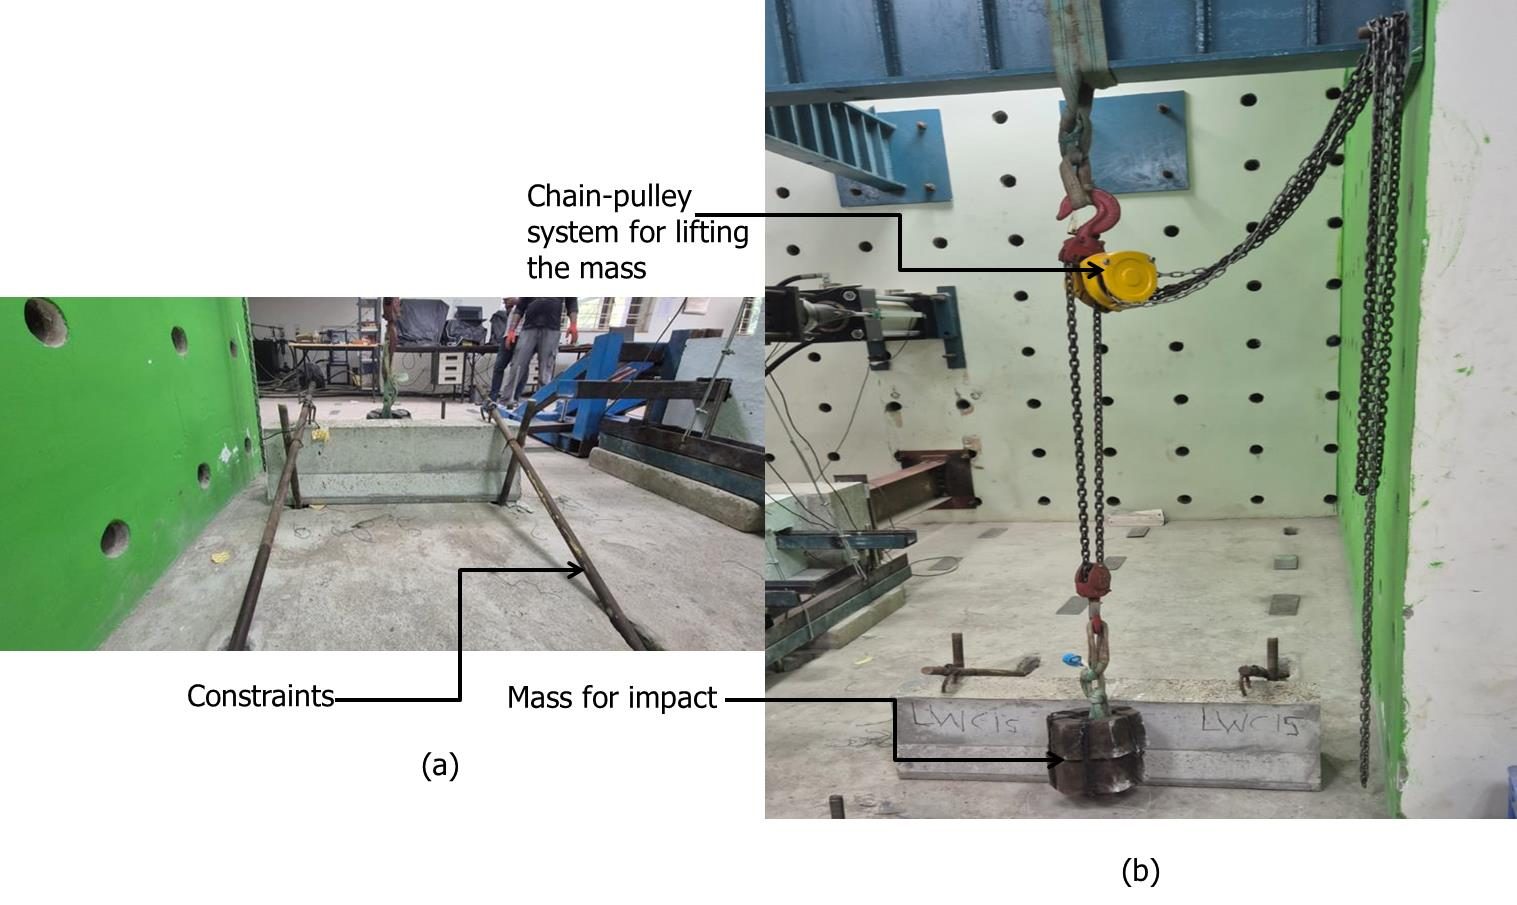 Chain-pulley
system for lifting
the mass
Constraints
Mass for impact
(a)
LWC15
LWC15
(b)